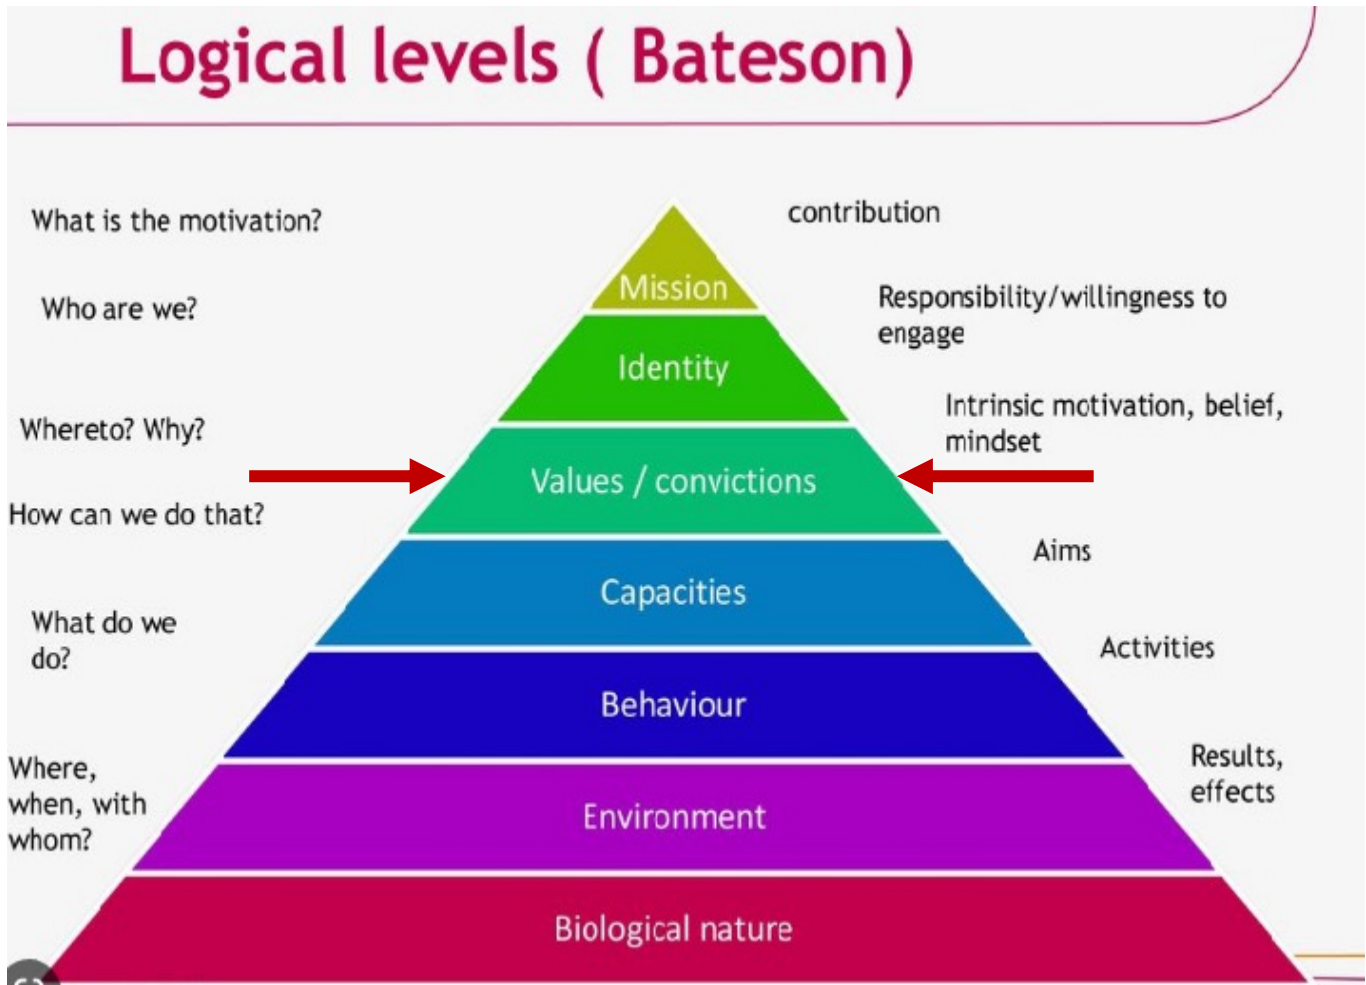 Logical levels ( Bateson)
What is the motivation?
contribution
Mission
Who are we?
Responsibility/willingness to
engage
Identity
Whereto? Why?
Intrinsic motivation, belief,
mindset
Values / convictions
How can we do that?
Aims
Capacities
What do we
do?
Activities
Behaviour
Where,
when, with
whom?
Results,
effects
Environment
Biological nature